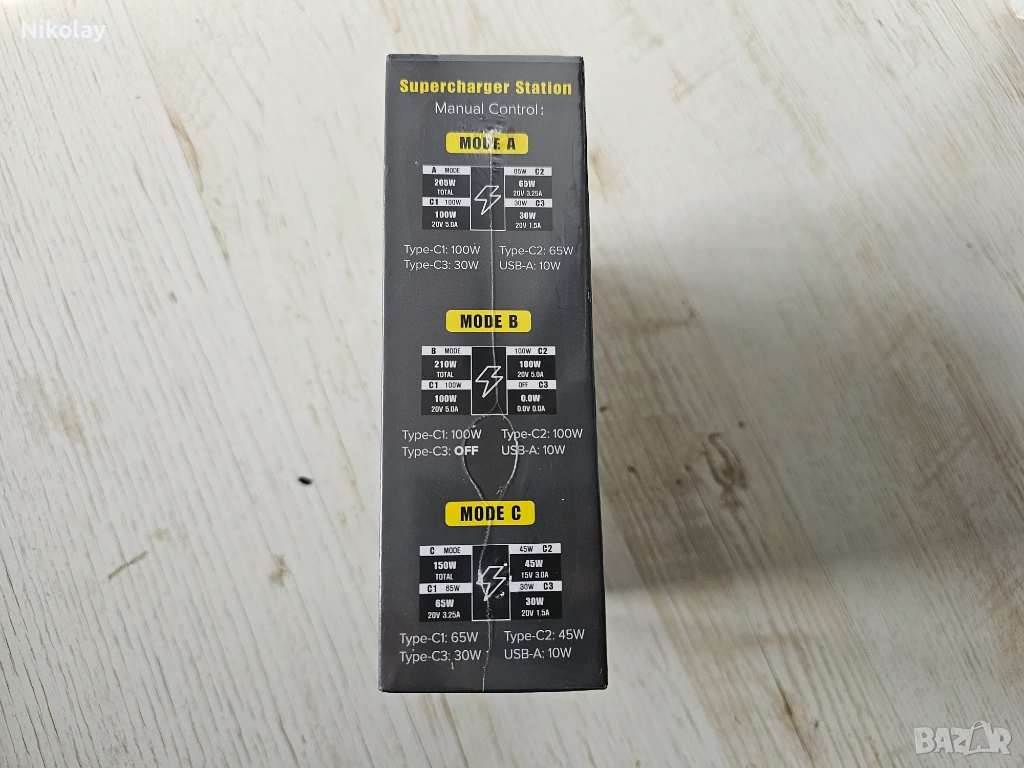 Nikolay
Supercharger Station
Manual Control:
MODE A
A MODE
205W
TOTAL
C1 100W
100W
20V 5.0A
65W C2
65W
20V 3.25A
30W C3
30W
20V 1.5A
Type-C1: 100W Type-C2: 65W
Type-C3: 30W USB-A: 10W
MODE B
B MODE
210W
TOTAL
C1 100W
100W
20V 5.0A
100W C2
100W
20V 5.0A
OFF C3
0.0W
0.0V 0.0A
Type-C1: 100W Type-C2: 100W
Type-C3: OFF USB-A: 10W
MODE C
C MODE
150W
TOTAL
C1 65W
65W
20V 3.25A
45W C2
45W
15V 3.0A
30W C3
30W
20V 1.5A
Type-C1: 65W Type-C2: 45W
Type-C3: 30W USB-A: 10W
BAZAR